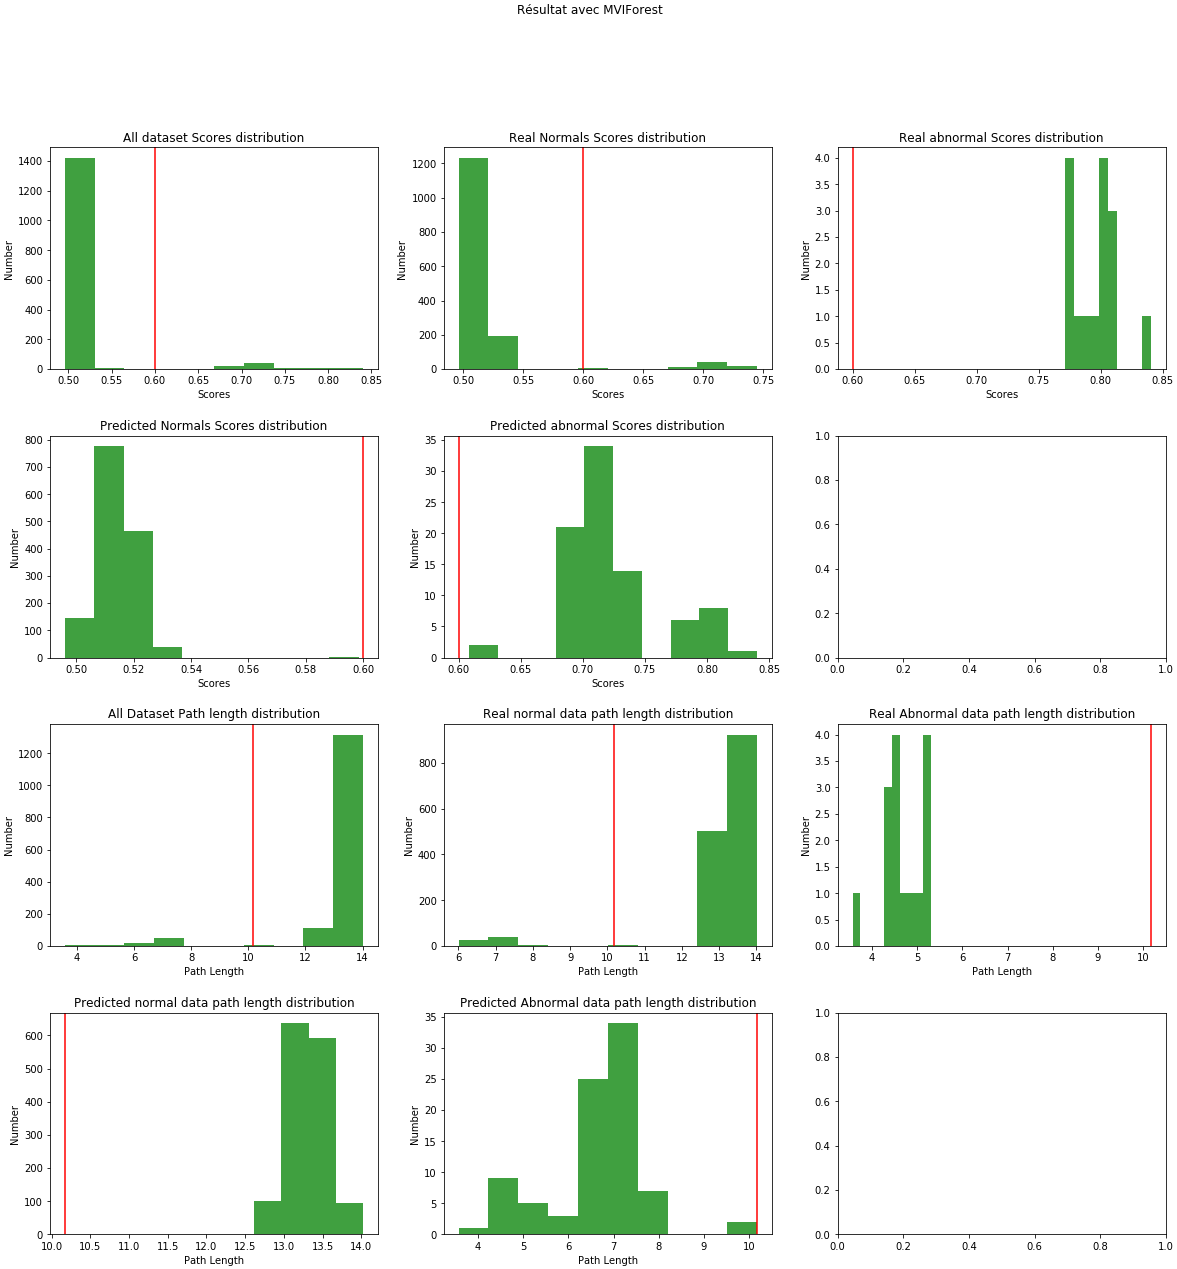 Résultat avec MVIForest
All dataset Scores distribution
Real Normals Scores distribution
Real abnormal Scores distribution
Number
1400
1200
1000
800
600
400
200
0
0.50 0.55 0.60 0.65 0.70 0.75 0.80 0.85
Scores
Number
1200
1000
800
600
400
200
0
0.50 0.55 0.60 0.65 0.70 0.75
Scores
Number
4.0
3.5
3.0
2.5
2.0
1.5
1.0
0.5
0.0
0.60 0.65 0.70 0.75 0.80 0.85
Scores
Predicted Normals Scores distribution
Predicted abnormal Scores distribution
Number
800
700
600
500
400
300
200
100
0
0.50 0.52 0.54 0.56 0.58 0.60
Scores
Number
35
30
25
20
15
10
5
0
0.60 0.65 0.70 0.75 0.80 0.85
Scores
1.0
0.8
0.6
0.4
0.2
0.0
0.0 0.2 0.4 0.6 0.8 1.0
All Dataset Path length distribution
Real normal data path length distribution
Real Abnormal data path length distribution
Number
1200
1000
800
600
400
200
0
4 6 8 10 12 14
Path Length
Number
800
600
400
200
0
6 7 8 9 10 11 12 13 14
Path Length
Number
4.0
3.5
3.0
2.5
2.0
1.5
1.0
0.5
0.0
4 5 6 7 8 9 10
Path Length
Predicted normal data path length distribution
Predicted Abnormal data path length distribution
Number
600
500
400
300
200
100
0
10.0 10.5 11.0 11.5 12.0 12.5 13.0 13.5 14.0
Path Length
Number
35
30
25
20
15
10
5
0
4 5 6 7 8 9 10
Path Length
1.0
0.8
0.6
0.4
0.2
0.0
0.0 0.2 0.4 0.6 0.8 1.0